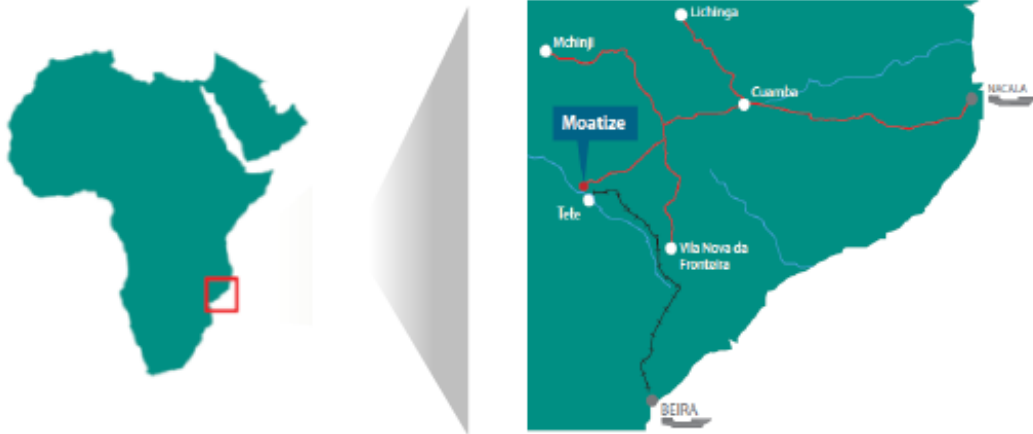 Lichinga
Mchinji
NACALA
Cuamba
Moatize
Tete
Vila Nova da
Fronteira
BEIRA